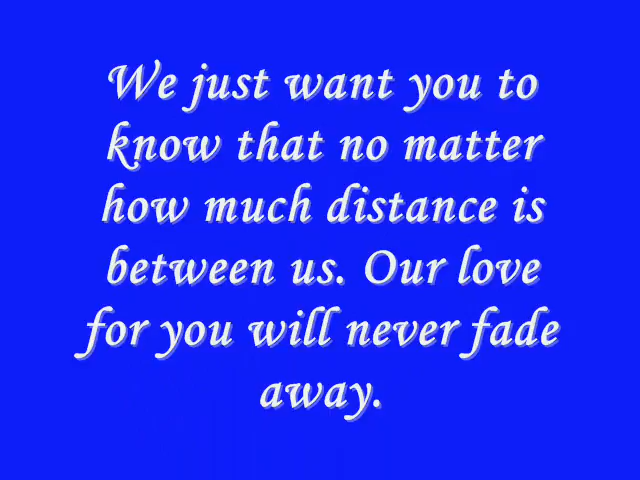 We just want you to
know that no matter
how much distance is
between us. Our love
for you will never fade
away.